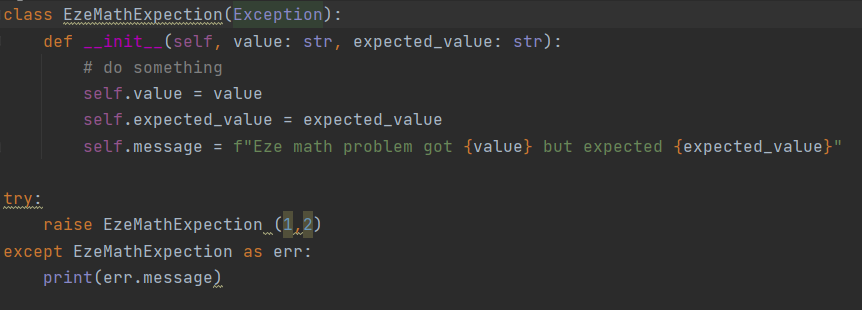 class EzeMathExpection(Exception):
    def __init__(self, value: str, expected_value: str):
        # do something
        self.value = value
        self.expected_value = expected_value
        self.message = f"Eze math problem got {value} but expected {expected_value}"
try:
    raise EzeMathExpection (1,2)
except EzeMathExpection as err:
    print(err.message)